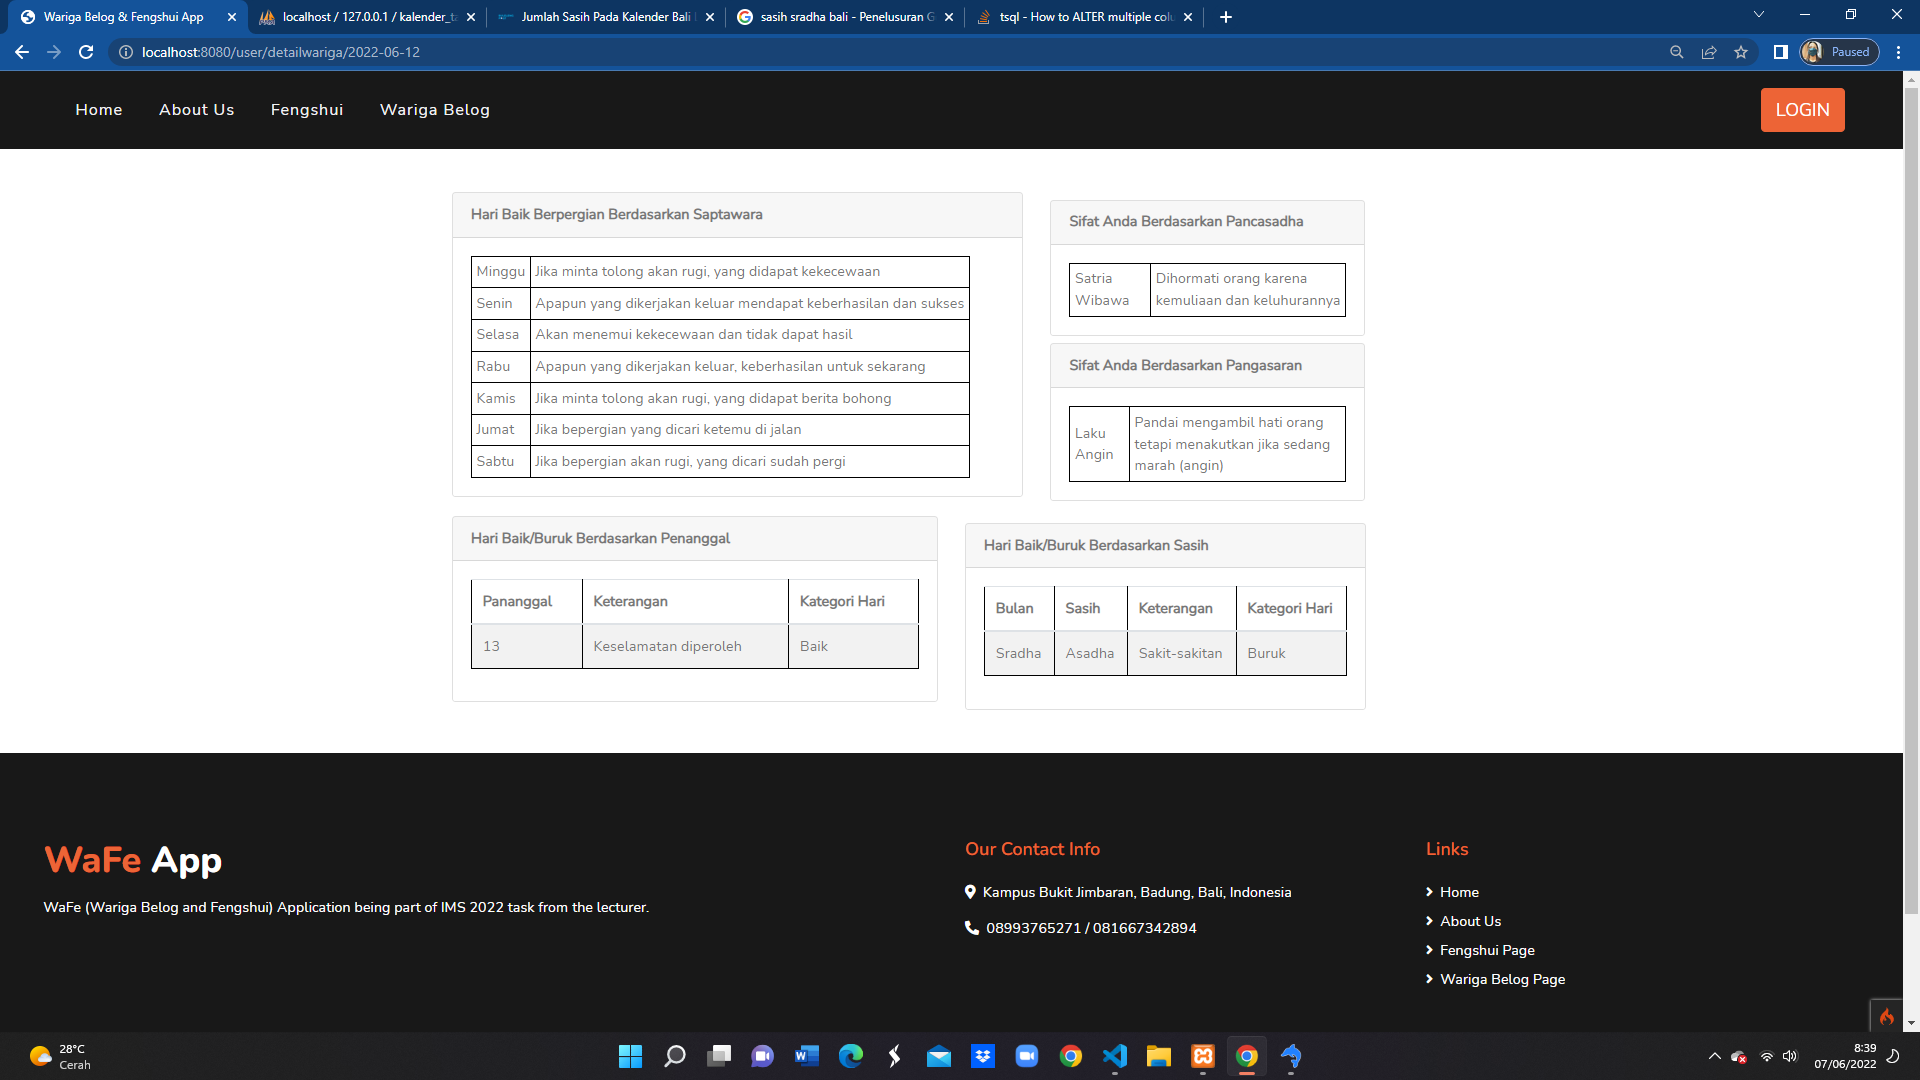 Wariga Belog & Fengshui App
localhost / 127.0.0.1 / kalender_ta
Jumlah Sasih Pada Kalender Bali
sasih sradha bali - Penelusuran G
tsql - How to ALTER multiple colu
localhost:8080/user/detailwariga/2022-06-12
Paused
Home
About Us
Fengshui
Wariga Belog
LOGIN
Hari Baik Berpergian Berdasarkan Saptawara
Minggu Jika minta tolong akan rugi, yang didapat kekecewaan
Senin Apapun yang dikerjakan keluar mendapat keberhasilan dan sukses
Selasa Akan menemui kekecewaan dan tidak dapat hasil
Rabu Apapun yang dikerjakan keluar, keberhasilan untuk sekarang
Kamis Jika minta tolong akan rugi, yang didapat berita bohong
Jumat Jika bepergian yang dicari ketemu di jalan
Sabtu Jika bepergian akan rugi, yang dicari sudah pergi
Sifat Anda Berdasarkan Pancasadha
Satria
Wibawa
Dihormati orang karena
kemuliaan dan keluhurannya
Sifat Anda Berdasarkan Pangasaran
Laku
Angin
Pandai mengambil hati orang
tetapi menakutkan jika sedang
marah (angin)
Hari Baik/Buruk Berdasarkan Penanggal
Pananggal Keterangan Kategori Hari
13 Keselamatan diperoleh Baik
Hari Baik/Buruk Berdasarkan Sasih
Bulan Sasih Keterangan Kategori Hari
Sradha Asadha Sakit-sakitan Buruk
WaFe App
WaFe (Wariga Belog and Fengshui) Application being part of IMS 2022 task from the lecturer.
Our Contact Info
Kampus Bukit Jimbaran, Badung, Bali, Indonesia
08993765271 / 081667342894
Links
Home
About Us
Fengshui Page
Wariga Belog Page
28°C
Cerah
8:39
07/06/2022